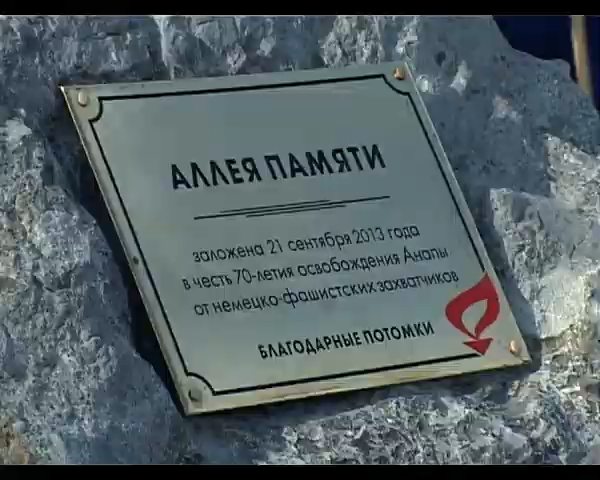 АЛЛЕЯ ПАМЯТИ
заложена 21 сентября 2013 года
в честь 70-летия освобождения Анапы
от немецко-фашистских захватчиков
БЛАГОДАРНЫЕ ПОТОМКИ